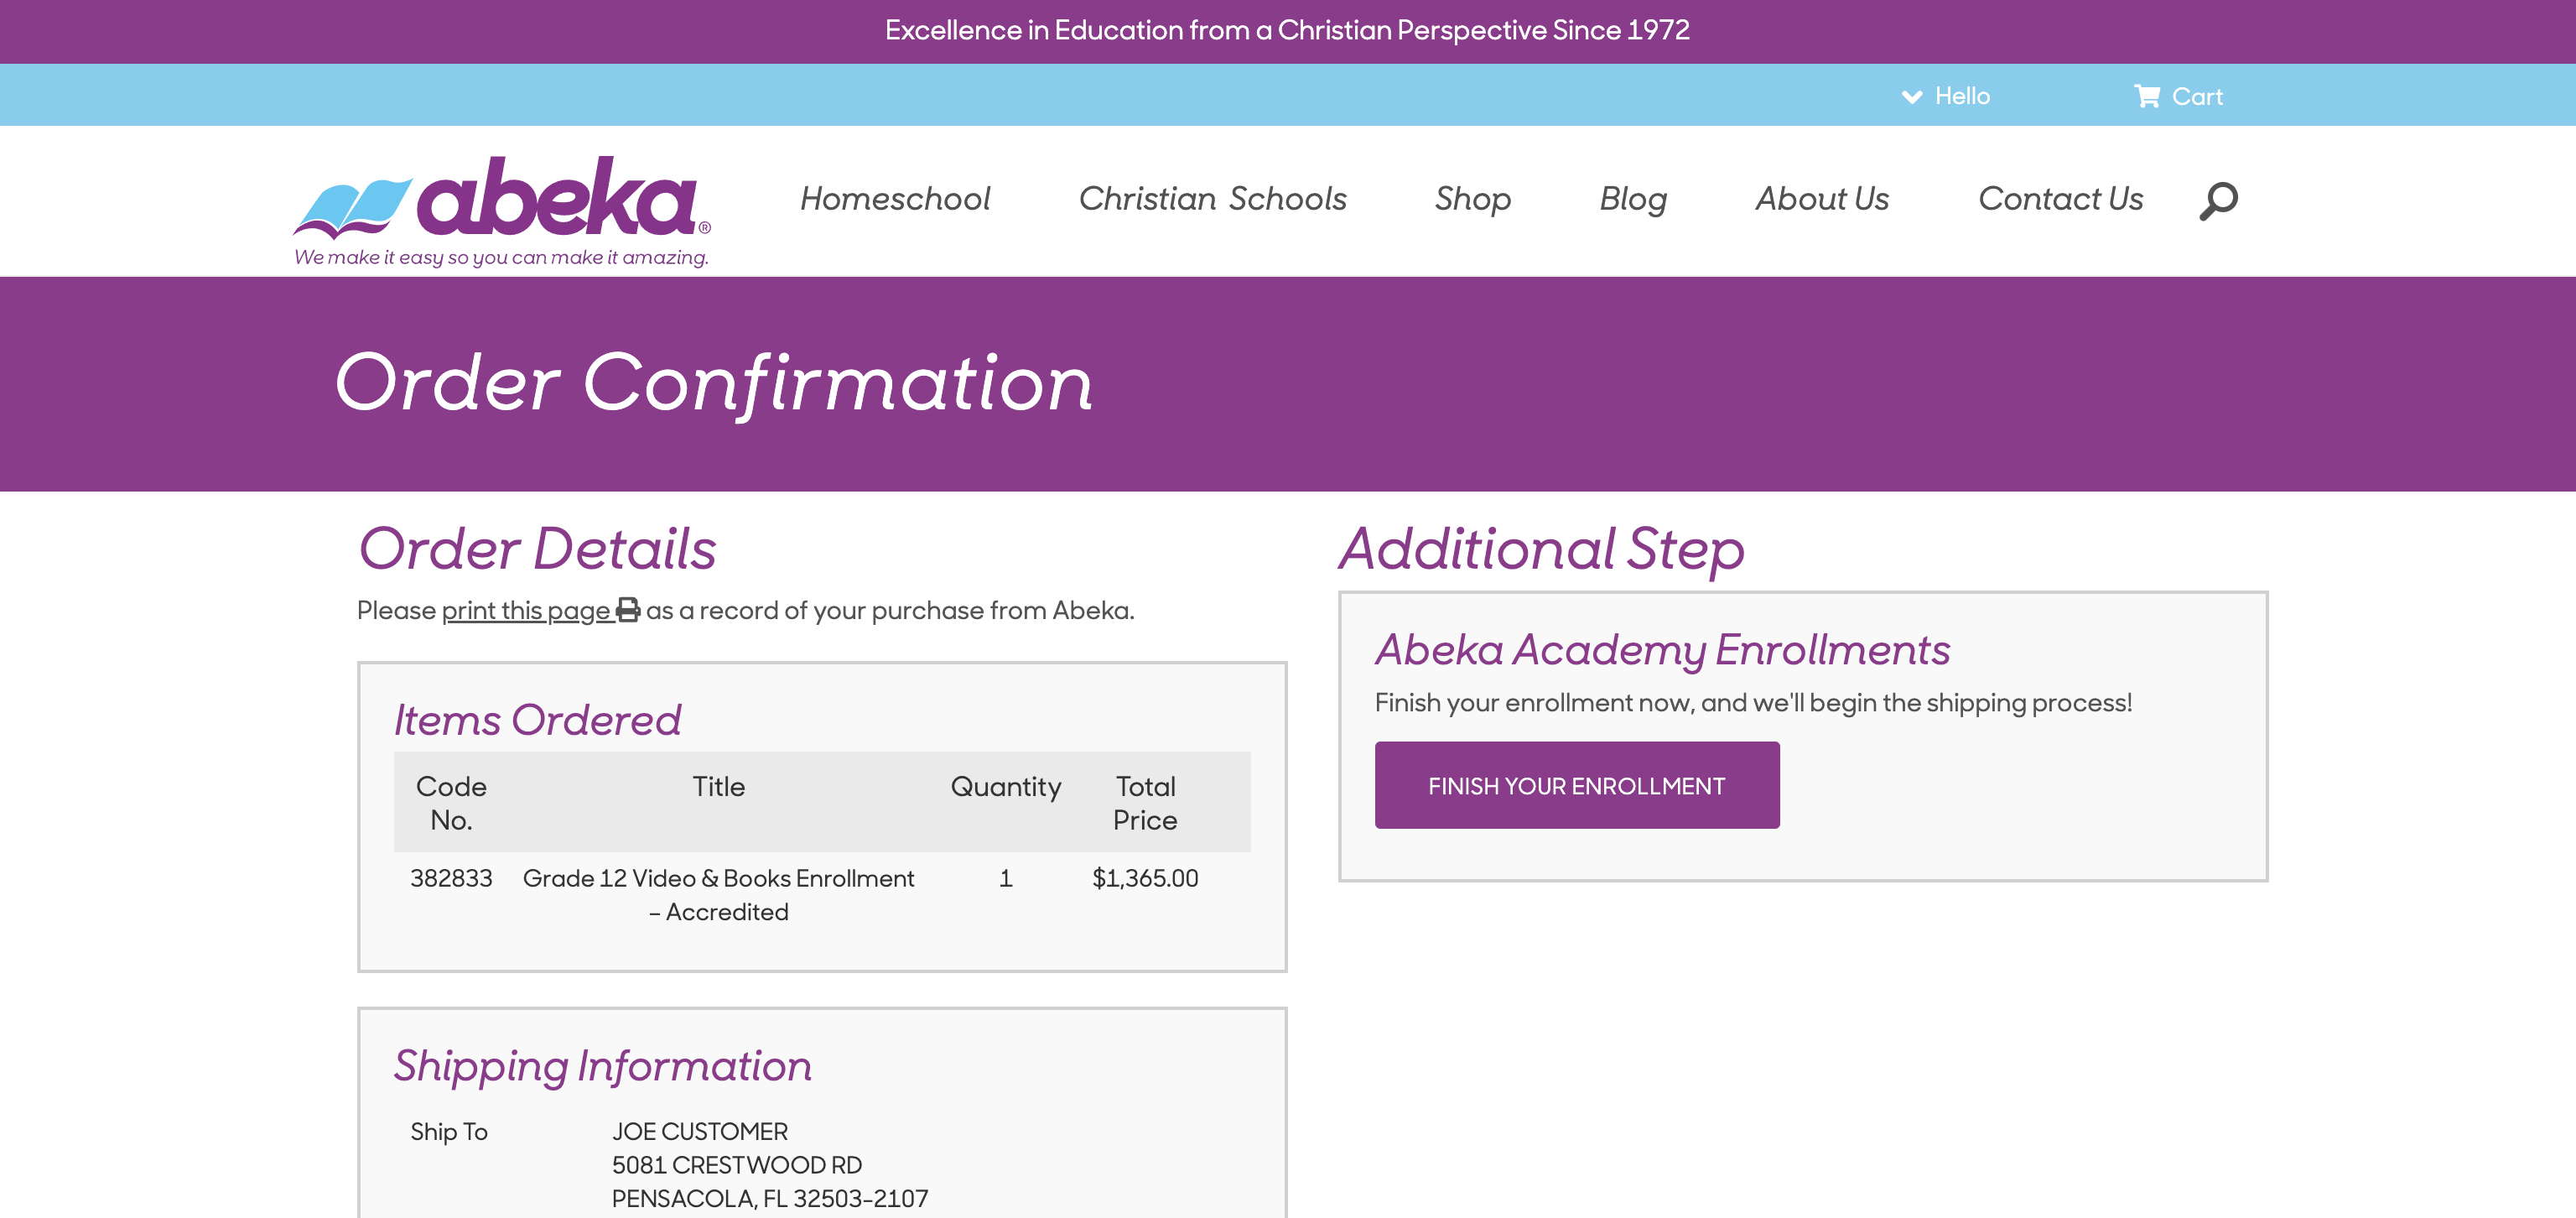 Excellence in Education from a Christian Perspective Since 1972
Hello
Cart
abeka®
We make it easy so you can make it amazing.
Homeschool
Christian Schools
Shop
Blog
About Us
Contact Us
Order Confirmation
Order Details
Please print this page as a record of your purchase from Abeka.
Items Ordered
Code No.
Title
Quantity
Total Price
382833
Grade 12 Video & Books Enrollment
– Accredited
1
$1,365.00
Shipping Information
Ship To
JOE CUSTOMER
5081 CRESTWOOD RD
PENSACOLA, FL 32503-2107
Additional Step
Abeka Academy Enrollments
Finish your enrollment now, and we'll begin the shipping process!
FINISH YOUR ENROLLMENT